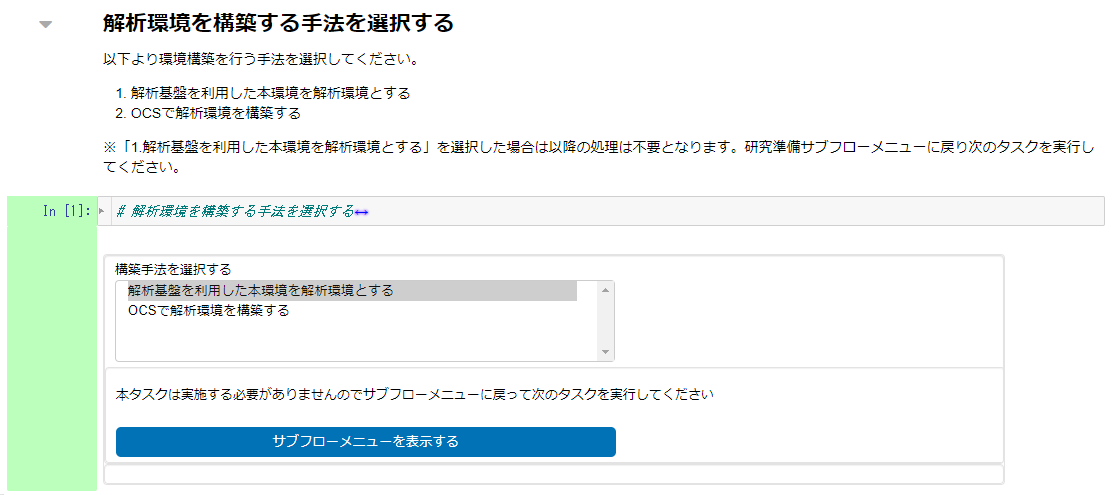 解析環境を構築する手法を選択する
以下より環境構築を行う手法を選択してください。
1. 解析基盤を利用した本環境を解析環境とする
2. OCSで解析環境を構築する
※「1.解析基盤を利用した本環境を解析環境とする」を選択した場合は以降の処理は不要となります。研究準備サブフローメニューに戻り次のタスクを実行し
てください。
In [1]: # 解析環境を構築する手法を選択する
構築手法を選択する
解析基盤を利用した本環境を解析環境とする
OCSで解析環境を構築する
本タスクは実施する必要がありませんのでサブフローメニューに戻って次のタスクを実行してください
サブフローメニューを表示する